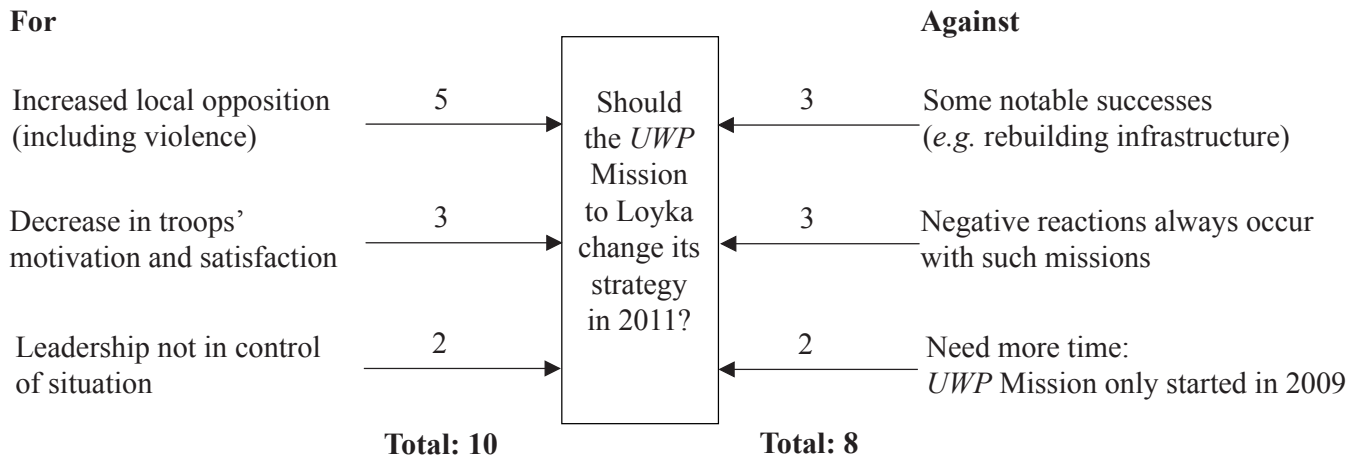 For
Increased local opposition
(including violence)
5
Decrease in troops’
motivation and satisfaction
3
Leadership not in control
of situation
2
Total: 10
Should
the UWP
Mission
to Loyka
change its
strategy
in 2011?
Against
3
Some notable successes
(e.g. rebuilding infrastructure)
3
Negative reactions always occur
with such missions
2
Need more time:
UWP Mission only started in 2009
Total: 8